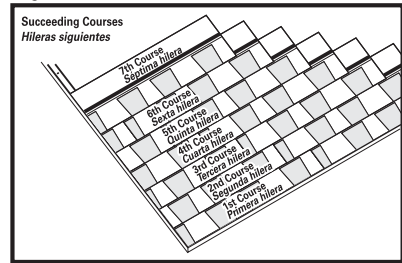 Succeeding Courses
Hileras siguientes
7th Course
Séptima hilera
6th Course
Sexta hilera
5th Course
Quinta hilera
4th Course
Cuarta hilera
3rd Course
Tercera hilera
2nd Course
Segunda hilera
1st Course
Primera hilera